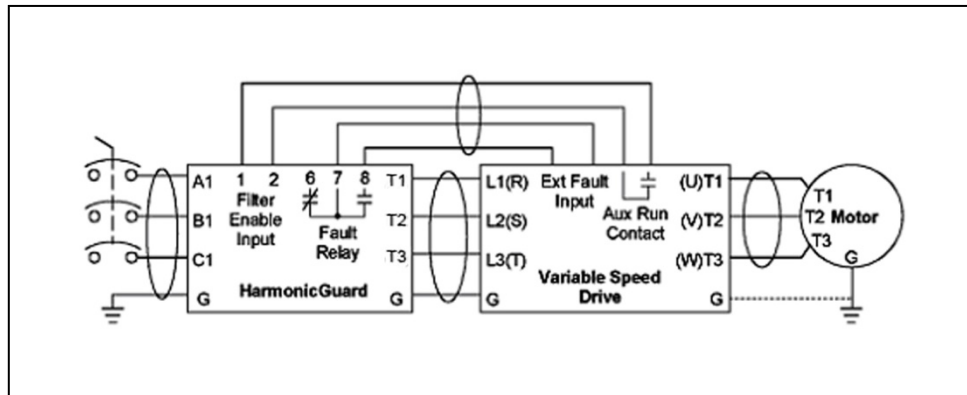 A1
B1
C1
G
1 2 6 7 8
Filter
Enable
Input
Fault
Relay
HarmonicGuard
T1
T2
T3
G
L1(R)
L2(S)
L3(T)
G
Ext Fault
Input
Aux Run
Contact
Variable Speed
Drive
(U)T1
(V)T2
(W)T3
G
T1
T2 Motor
T3
G